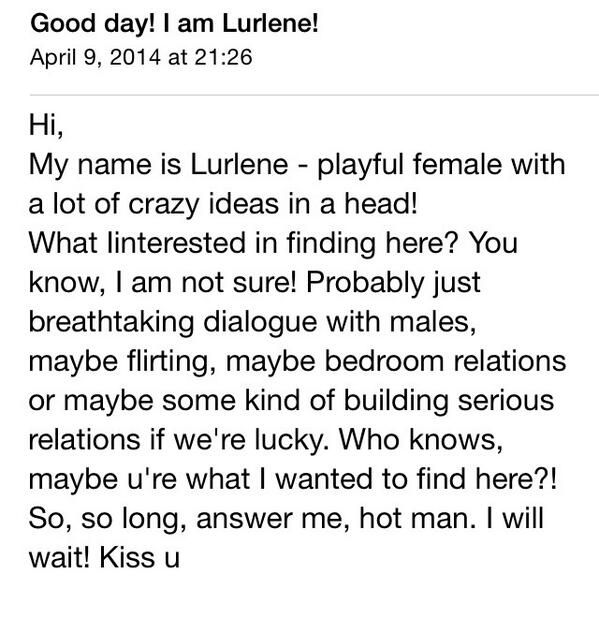 Good day! I am Lurlene!
April 9, 2014 at 21:26
Hi,
My name is Lurlene - playful female with
a lot of crazy ideas in a head!
What Iinterested in finding here? You
know, I am not sure! Probably just
breathtaking dialogue with males,
maybe flirting, maybe bedroom relations
or maybe some kind of building serious
relations if we're lucky. Who knows,
maybe u're what I wanted to find here?!
So, so long, answer me, hot man. I will
wait! Kiss u